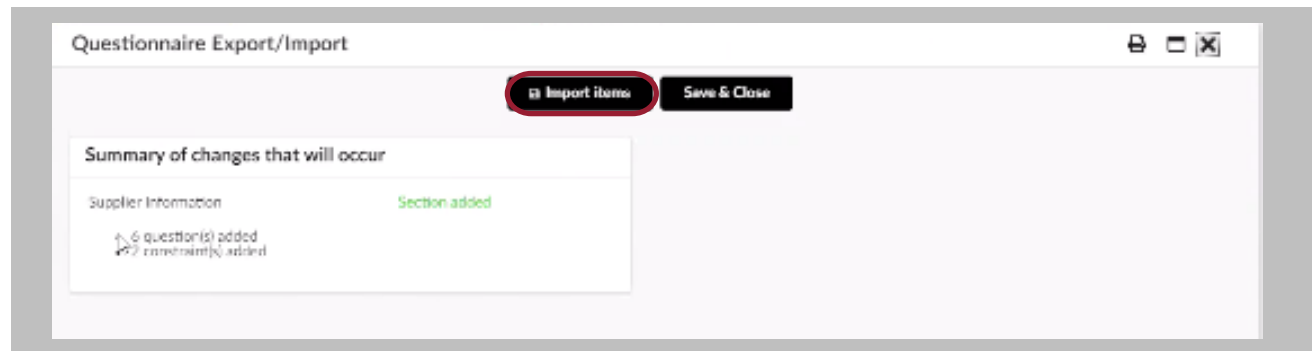 Questionnaire Export/Import
Import items
Save & Close
Summary of changes that will occur
Supplier Information
Section added
6 question(s) added
2 constraint(s) added